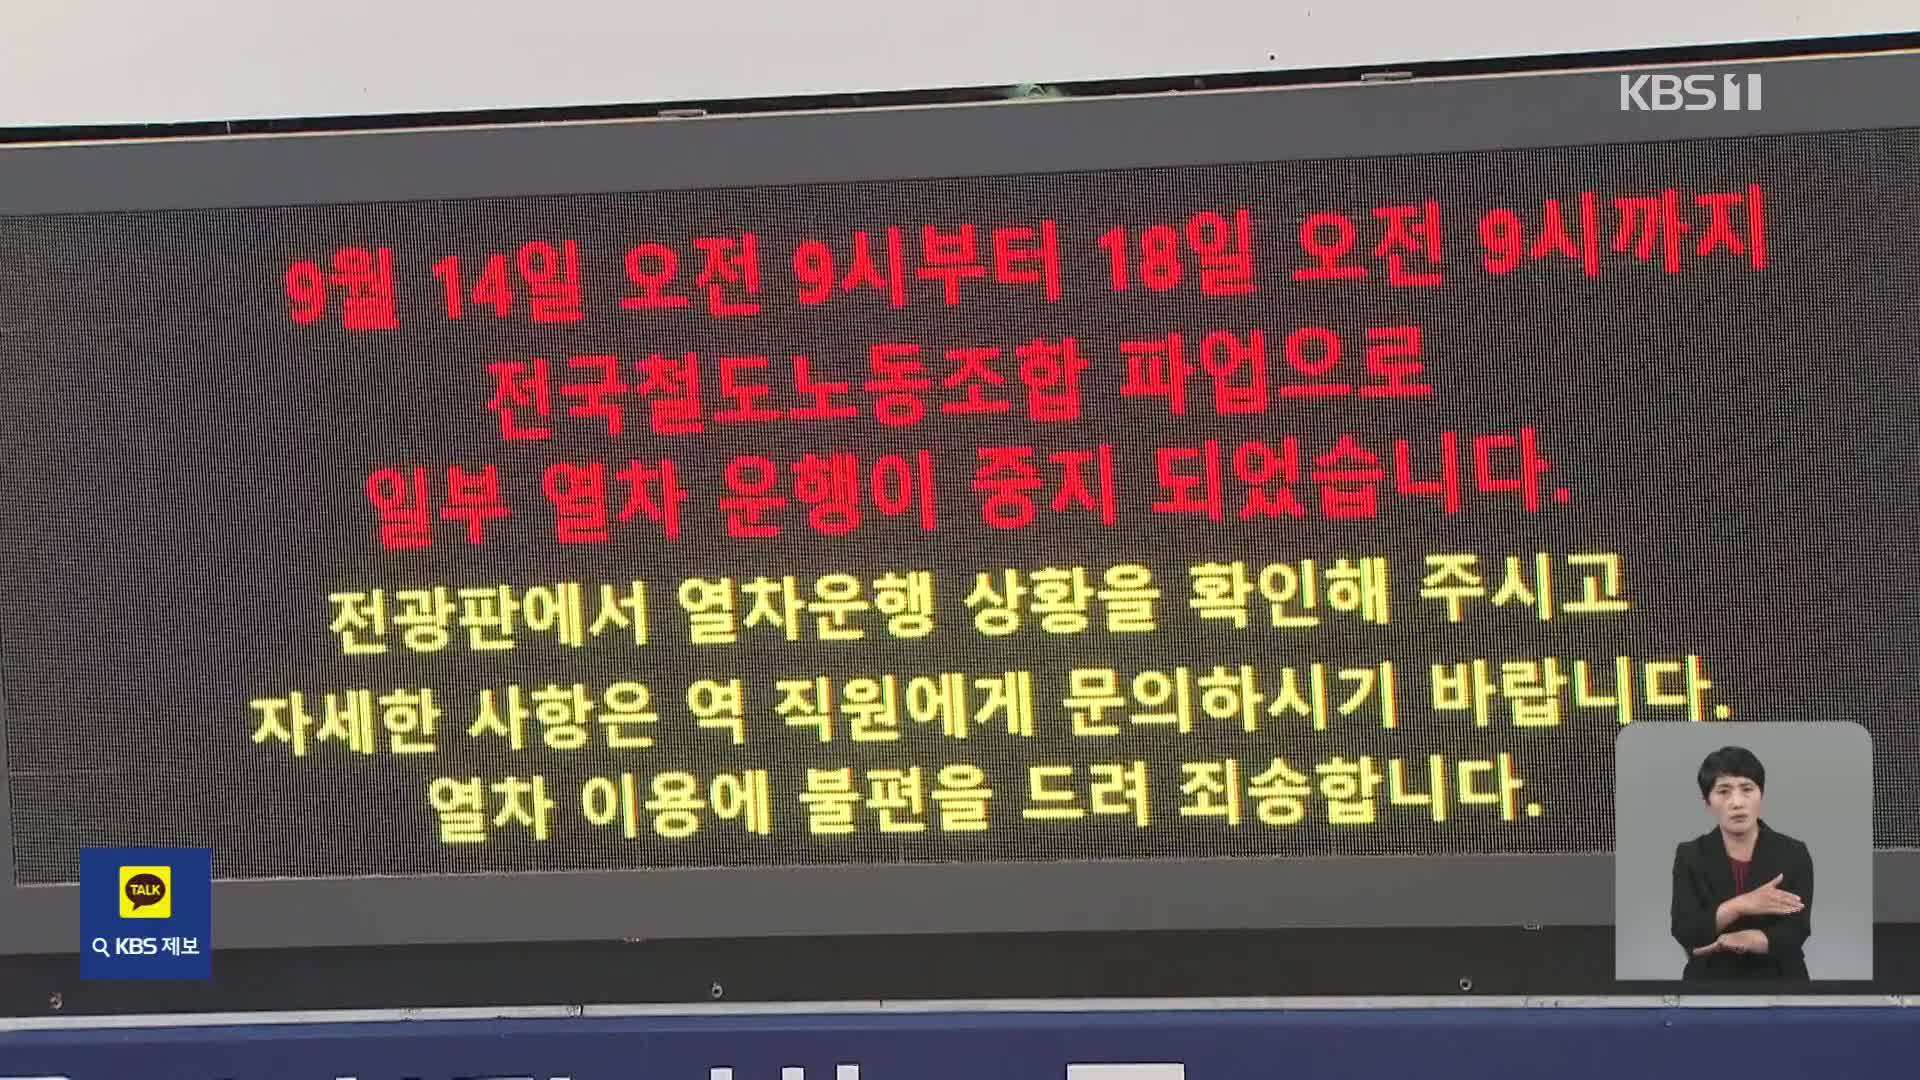 KBS 1
9월 14일 오전 9시부터 18일 오전 9시까지
전국철도노동조합 파업으로
일부 열차 운행이 중지 되었습니다.
전광판에서 열차운행 상황을 확인해 주시고
자세한 사항은 역 직원에게 문의하시기 바랍니다.
열차 이용에 불편을 드려 죄송합니다.
TALK
KBS 제보